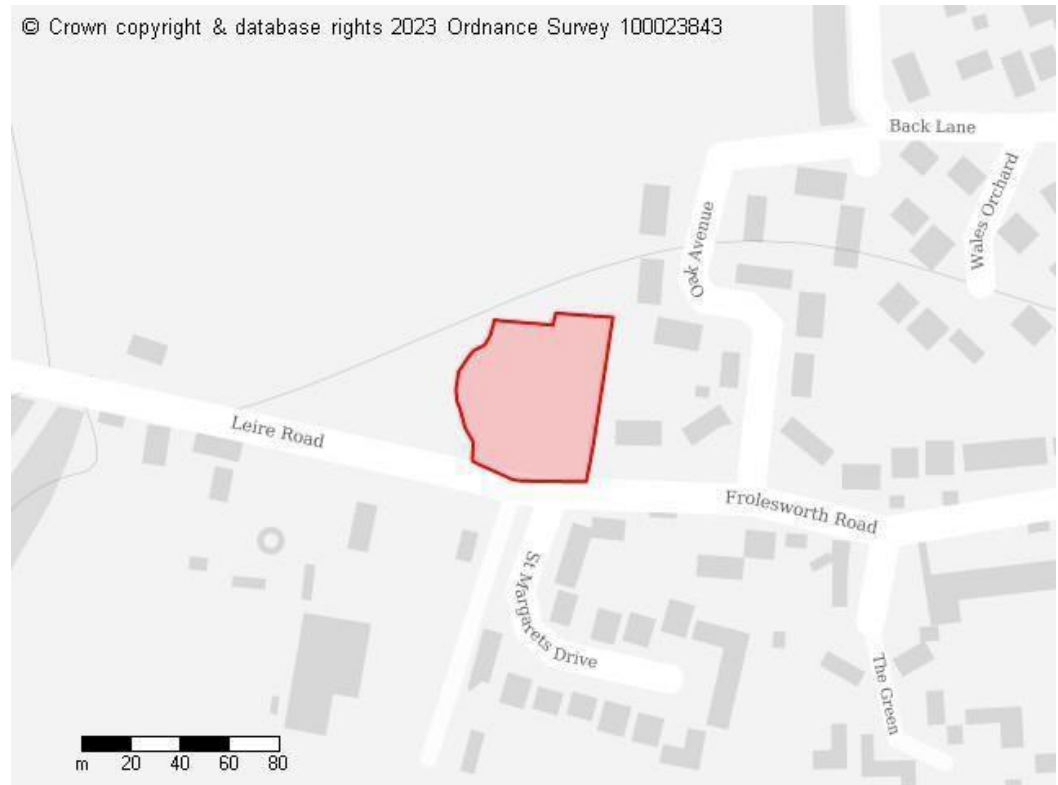 © Crown copyright & database rights 2023 Ordnance Survey 100023843
Back Lane
Wales Orchard
Oak Avenue
Leire Road
Frolesworth Road
St Margarets Drive
The Green
m 20 40 60 80